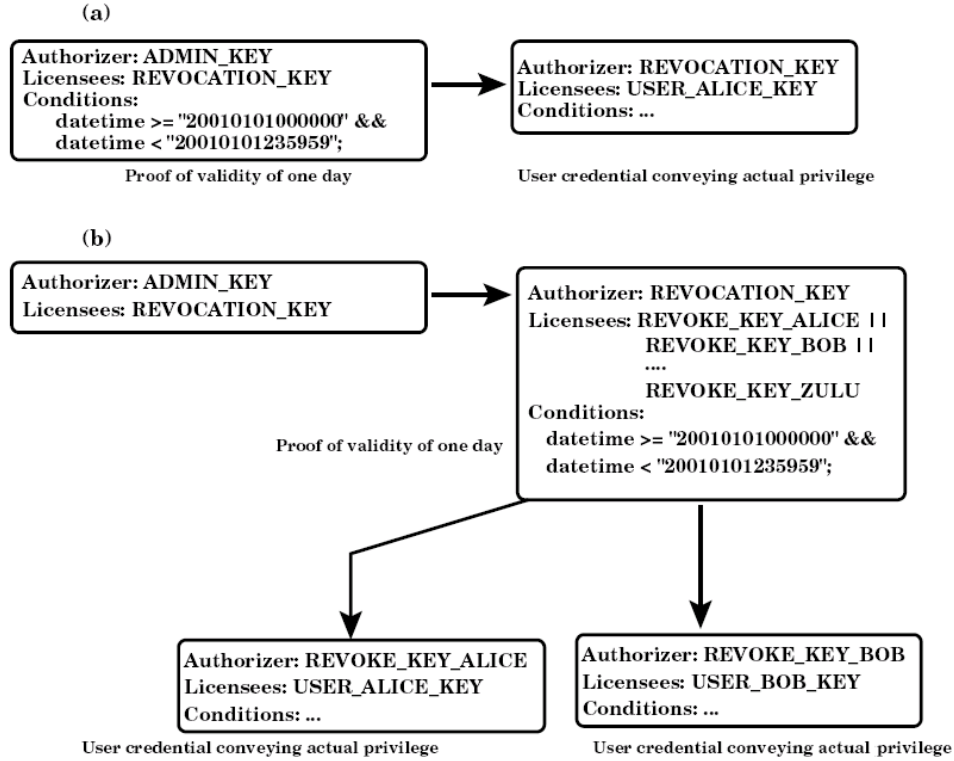 (a)
Authorizer: ADMIN_KEY
Licensees: REVOCATION_KEY
Conditions:
datetime >= "20010101000000" &&
datetime < "20010101235959";
Proof of validity of one day
Authorizer: REVOCATION_KEY
Licensees: USER_ALICE_KEY
Conditions: ...
User credential conveying actual privilege
(b)
Authorizer: ADMIN_KEY
Licensees: REVOCATION_KEY
Authorizer: REVOCATION_KEY
Licensees: REVOKE_KEY_ALICE ||
REVOKE_KEY_BOB ||
....
REVOKE_KEY_ZULU
Conditions:
datetime >= "20010101000000" &&
datetime < "20010101235959";
Proof of validity of one day
Authorizer: REVOKE_KEY_ALICE
Licensees: USER_ALICE_KEY
Conditions: ...
User credential conveying actual privilege
Authorizer: REVOKE_KEY_BOB
Licensees: USER_BOB_KEY
Conditions: ...
User credential conveying actual privilege